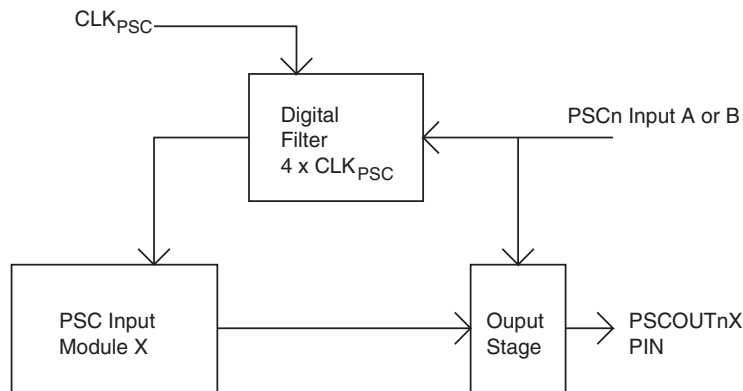 CLKPSC
Digital
Filter
4 x CLKPSC
PSCn Input A or B
PSC Input
Module X
Ouput
Stage
PSCOUTnX
PIN